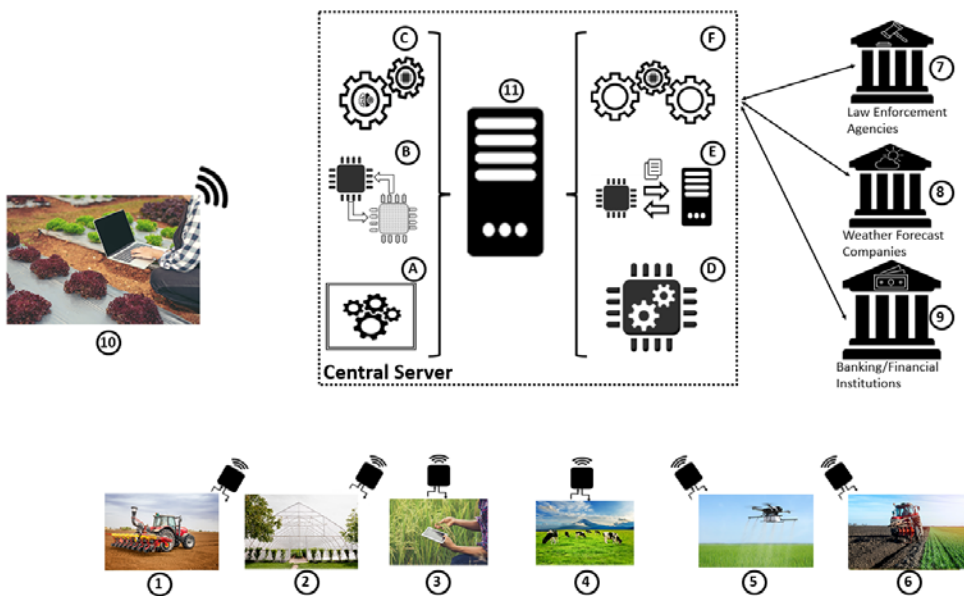 C
F
11
7
Law Enforcement
Agencies
B
E
8
Weather Forecast
Companies
A
D
9
10
Central Server
Banking/Financial
Institutions
1
2
3
4
5
6